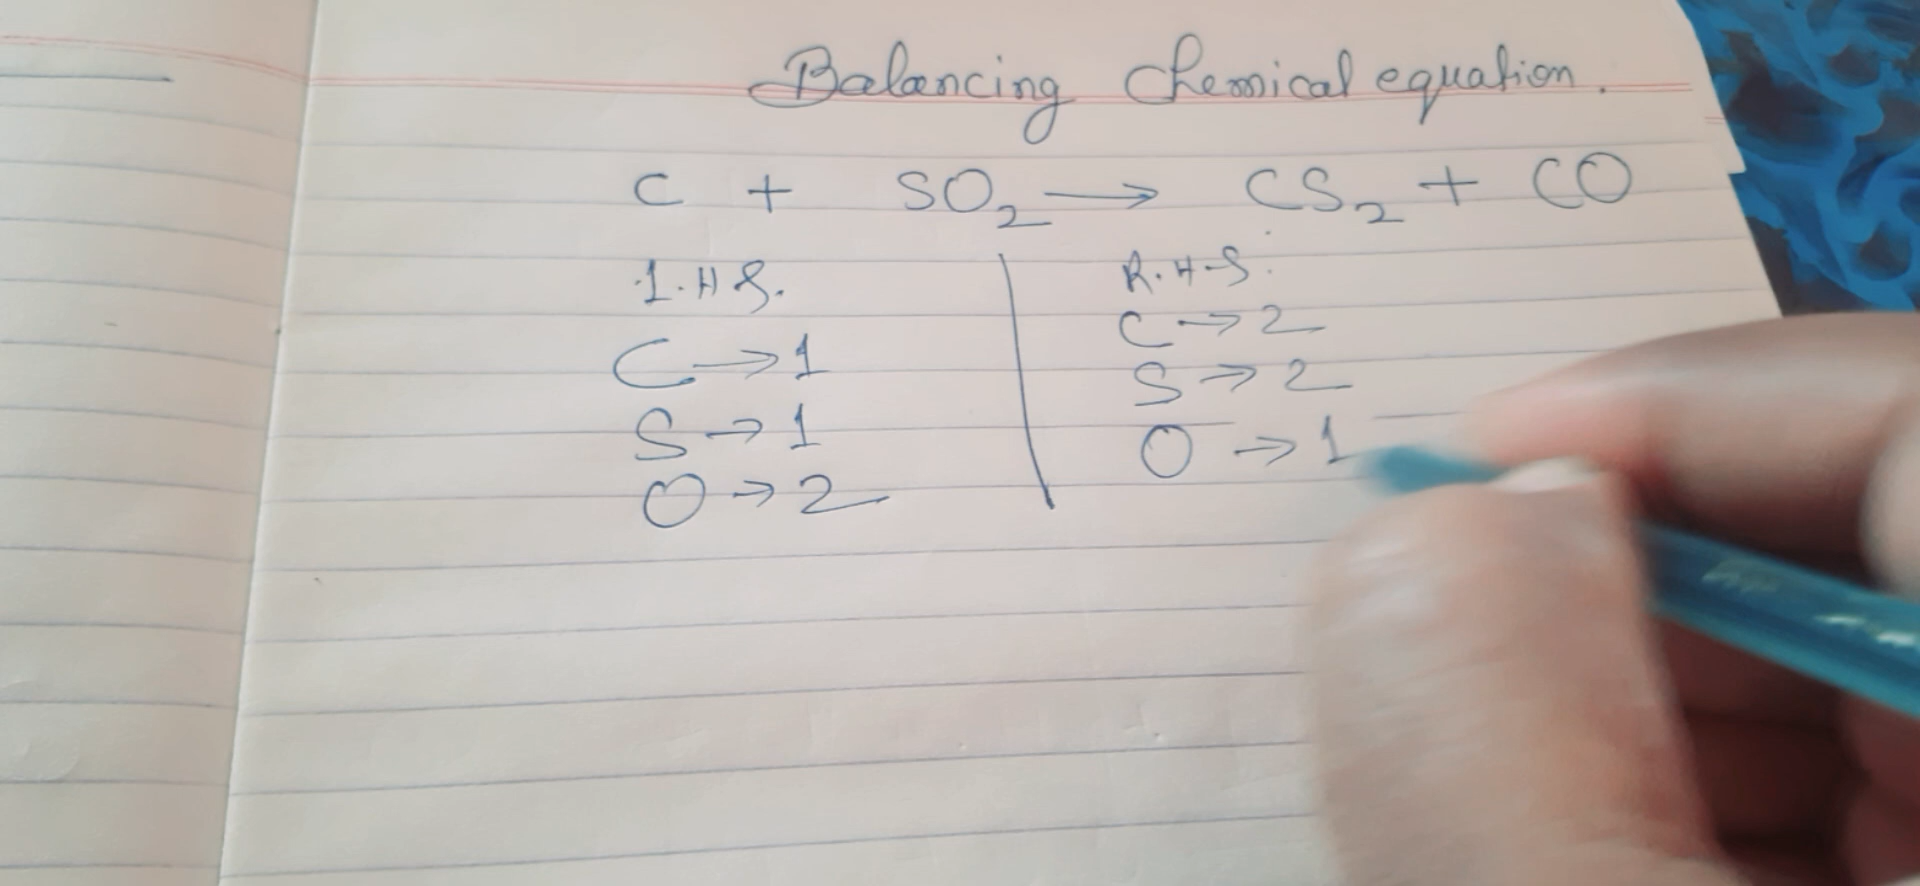 Balancing Chemical equation.
C + SO₂ → CS₂ + CO
L.H.S.
C → 1
S → 1
O → 2
R.H.S.
C → 2
S → 2
O → 1